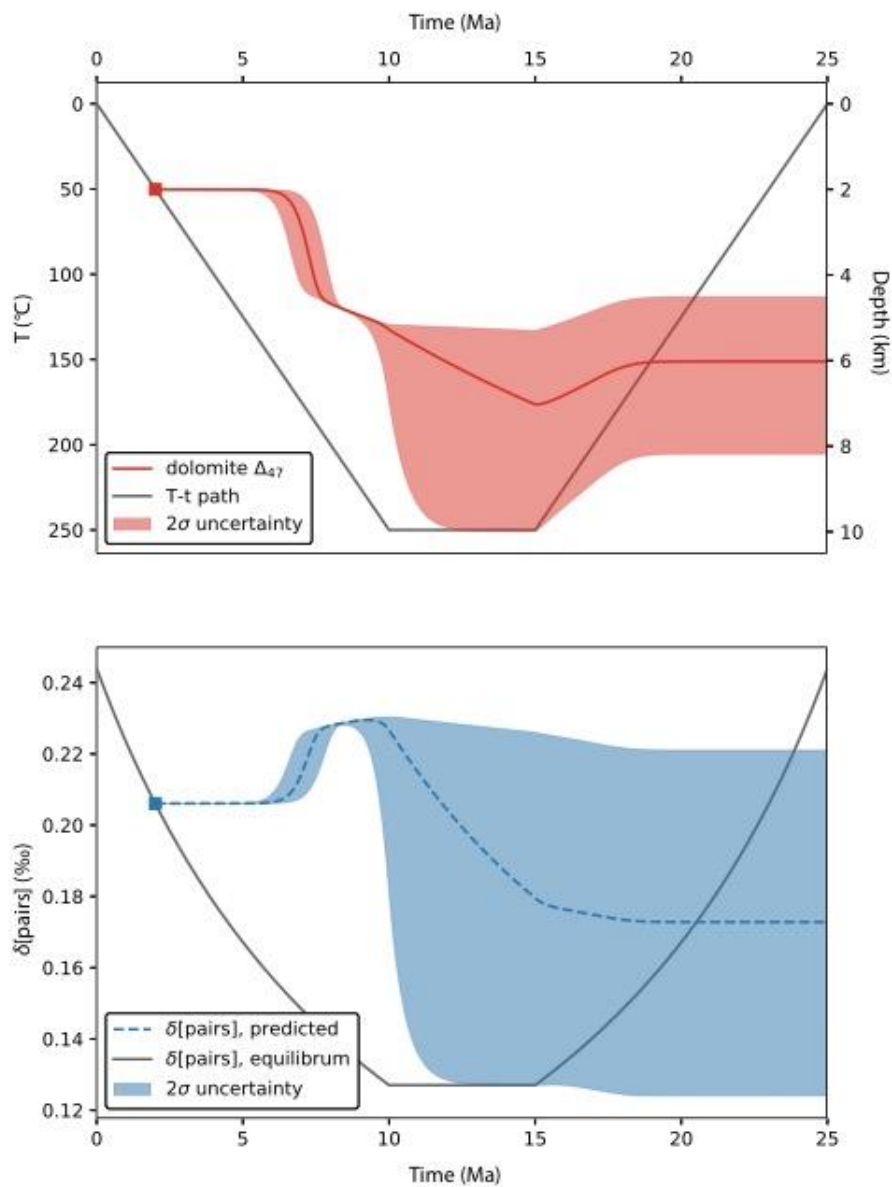 Time (Ma)
0 5 10 15 20 25
0 0
50 2
100 4
T (℃)
Depth (km)
150 6
200 8
250 10
dolomite Δ47
T-t path
2σ uncertainty
0.24
0.22
0.20
0.18
δ[pairs] (‰)
0.16
0.14
0.12
δ[pairs], predicted
δ[pairs], equilibrum
2σ uncertainty
0 5 10 15 20 25
Time (Ma)